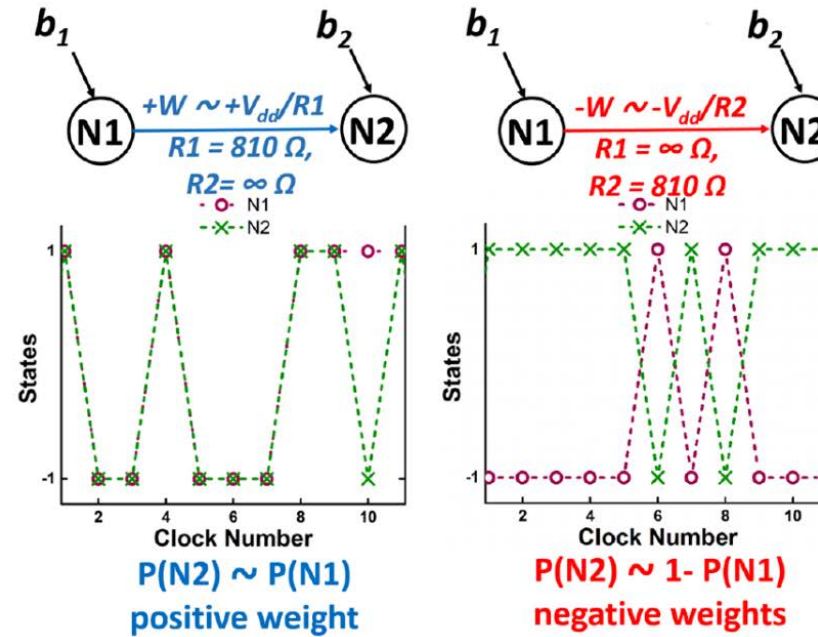 b1
b2
N1
+W ~ +Vdd/R1
R1 = 810 Ω,
R2= ∞ Ω
N2
N1
N2
1
-1
States
2 4 6 8 10
Clock Number
P(N2) ~ P(N1)
positive weight
b1
b2
N1
-W ~ -Vdd/R2
R1 = ∞ Ω,
R2 = 810 Ω
N2
N1
N2
1
-1
States
2 4 6 8 10
Clock Number
P(N2) ~ 1- P(N1)
negative weights